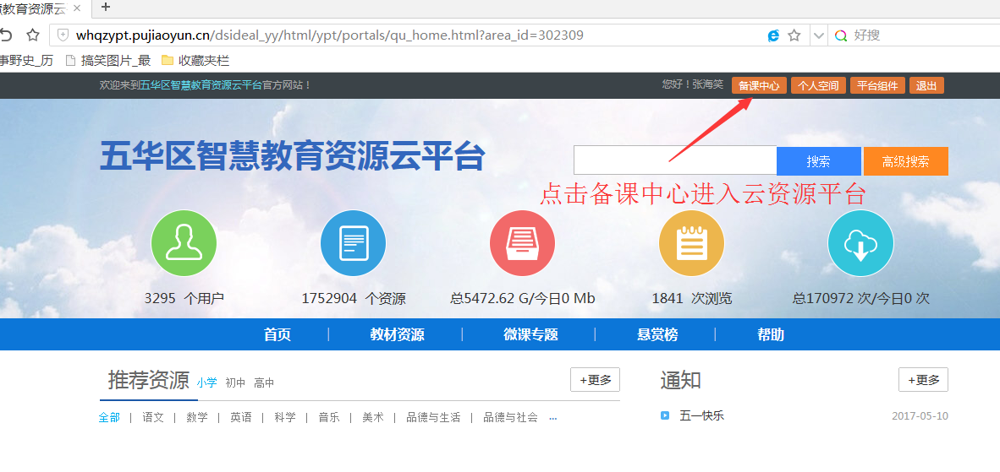 慧教育资源云 × +
whqzypt.pujiaoyun.cn/dsideal_yy/html/ypt/portals/qu_home.html?area_id=302309 好搜
事野史_历 搞笑图片_最 收藏夹栏
欢迎来到五华区智慧教育资源云平台官方网站！ 您好！张海笑 备课中心 个人空间 平台组件 退出
五华区智慧教育资源云平台
搜索 高级搜索
点击备课中心进入云资源平台
3295 个用户 1752904 个资源 总5472.62 G/今日0 Mb 1841 次浏览 总170972 次/今日0 次
首页 | 教材资源 | 微课专题 | 悬赏榜 | 帮助
推荐资源 小学 初中 高中 +更多 通知 +更多
全部 | 语文 | 数学 | 英语 | 科学 | 音乐 | 美术 | 品德与生活 | 品德与社会 ...
五一快乐 2017-05-10